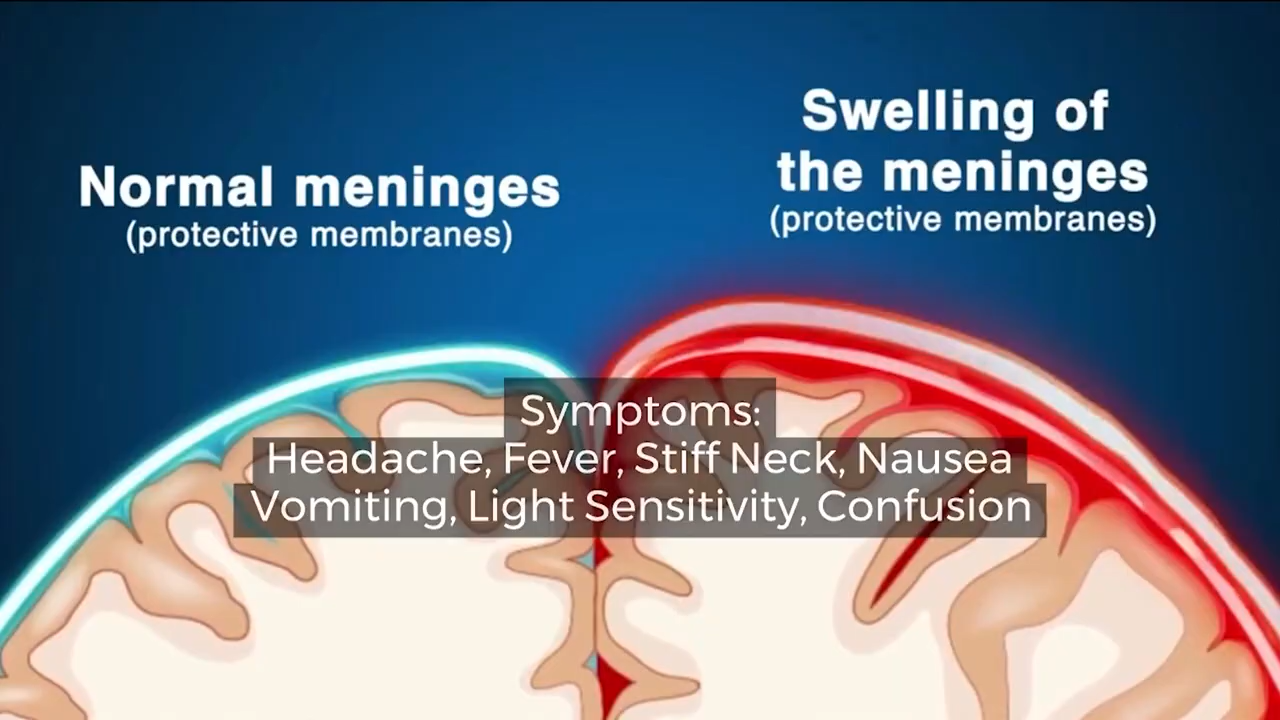 Normal meninges
(protective membranes)
Swelling of
the meninges
(protective membranes)
Symptoms:
Headache, Fever, Stiff Neck, Nausea
Vomiting, Light Sensitivity, Confusion